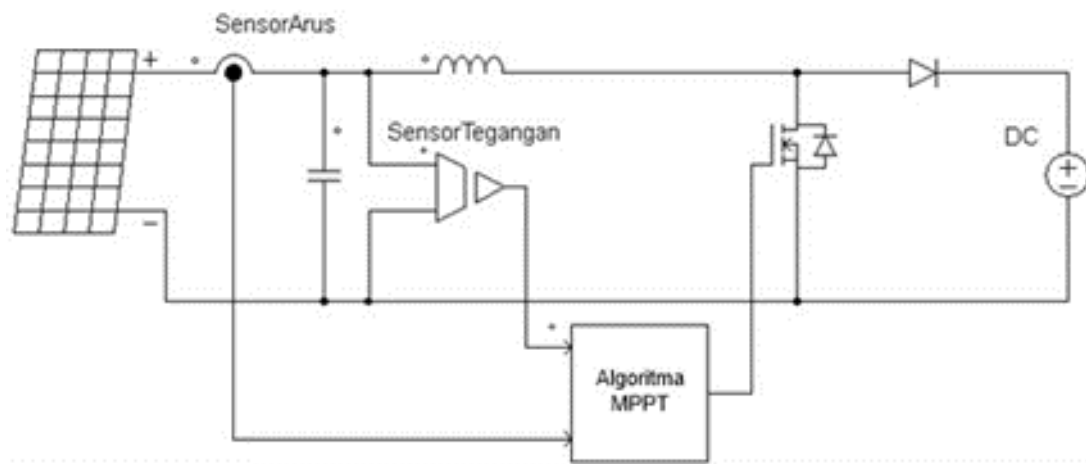 SensorArus
+
SensorTegangan
DC
+
−
−
Algoritma
MPPT